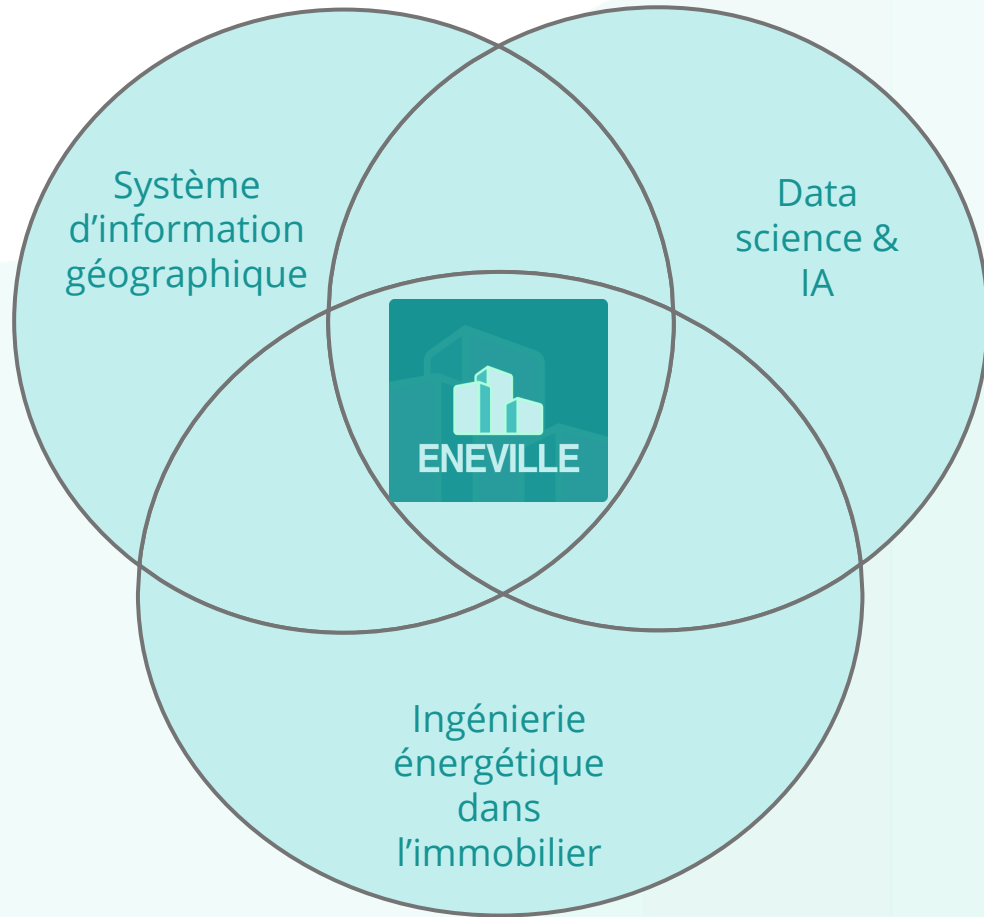 Système
d’information
géographique
Data
science &
IA
ENEVILLE
Ingénierie
énergétique
dans
l’immobilier